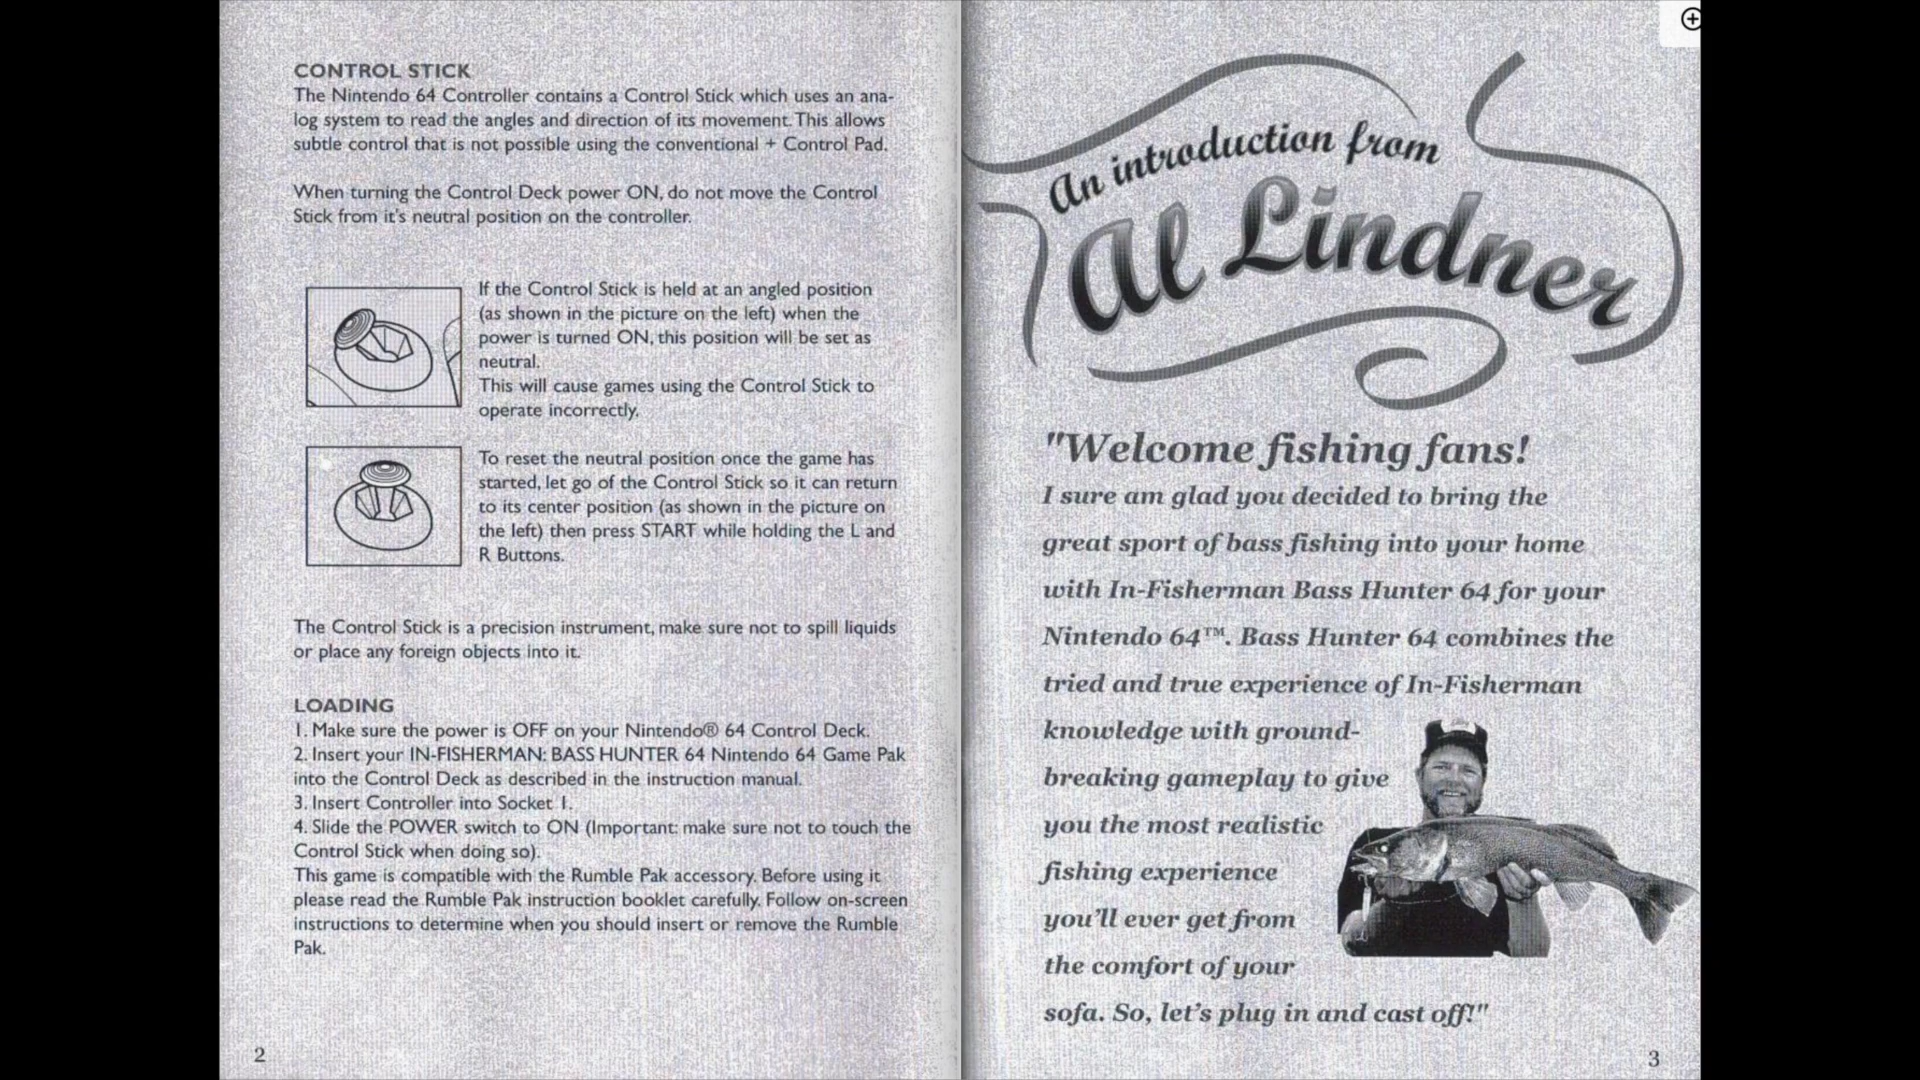 CONTROL STICK
The Nintendo 64 Controller contains a Control Stick which uses an ana-
log system to read the angles and direction of its movement. This allows
subtle control that is not possible using the conventional + Control Pad.
When turning the Control Deck power ON, do not move the Control
Stick from it's neutral position on the controller.
If the Control Stick is held at an angled position
(as shown in the picture on the left) when the
power is turned ON, this position will be set as
neutral.
This will cause games using the Control Stick to
operate incorrectly.
To reset the neutral position once the game has
started, let go of the Control Stick so it can return
to its center position (as shown in the picture on
the left) then press START while holding the L and
R Buttons.
The Control Stick is a precision instrument, make sure not to spill liquids
or place any foreign objects into it.
LOADING
1. Make sure the power is OFF on your Nintendo® 64 Control Deck.
2. Insert your IN-FISHERMAN: BASS HUNTER 64 Nintendo 64 Game Pak
into the Control Deck as described in the instruction manual.
3. Insert Controller into Socket 1.
4. Slide the POWER switch to ON (Important: make sure not to touch the
Control Stick when doing so).
This game is compatible with the Rumble Pak accessory. Before using it
please read the Rumble Pak instruction booklet carefully. Follow on-screen
instructions to determine when you should insert or remove the Rumble
Pak.
2
An introduction from
Al Lindner
"Welcome fishing fans!
I sure am glad you decided to bring the
great sport of bass fishing into your home
with In-Fisherman Bass Hunter 64 for your
Nintendo 64™. Bass Hunter 64 combines the
tried and true experience of In-Fisherman
knowledge with ground-
breaking gameplay to give
you the most realistic
fishing experience
you'll ever get from
the comfort of your
sofa. So, let's plug in and cast off!"
3